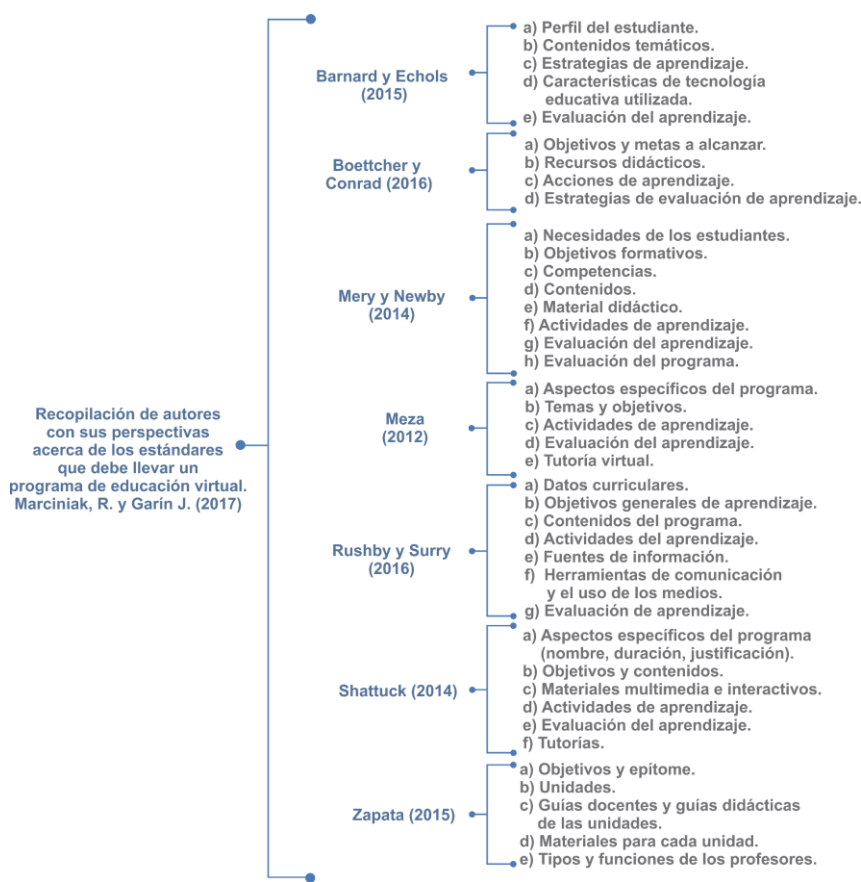 Recopilación de autores
con sus perspectivas
acerca de los estándares
que debe llevar un
programa de educación virtual.
Marciniak, R. y Garín J. (2017)
Barnard y Echols
(2015)
a) Perfil del estudiante.
b) Contenidos temáticos.
c) Estrategias de aprendizaje.
d) Características de tecnología
educativa utilizada.
e) Evaluación del aprendizaje.
Boettcher y
Conrad (2016)
a) Objetivos y metas a alcanzar.
b) Recursos didácticos.
c) Acciones de aprendizaje.
d) Estrategias de evaluación de aprendizaje.
Mery y Newby
(2014)
a) Necesidades de los estudiantes.
b) Objetivos formativos.
c) Competencias.
d) Contenidos.
e) Material didáctico.
f) Actividades de aprendizaje.
g) Evaluación del aprendizaje.
h) Evaluación del programa.
Meza
(2012)
a) Aspectos específicos del programa.
b) Temas y objetivos.
c) Actividades de aprendizaje.
d) Evaluación del aprendizaje.
e) Tutoría virtual.
Rushby y Surry
(2016)
a) Datos curriculares.
b) Objetivos generales de aprendizaje.
c) Contenidos del programa.
d) Actividades del aprendizaje.
e) Fuentes de información.
f) Herramientas de comunicación
y el uso de los medios.
g) Evaluación de aprendizaje.
Shattuck (2014)
a) Aspectos específicos del programa
(nombre, duración, justificación).
b) Objetivos y contenidos.
c) Materiales multimedia e interactivos.
d) Actividades de aprendizaje.
e) Evaluación del aprendizaje.
f) Tutorías.
Zapata (2015)
a) Objetivos y epítome.
b) Unidades.
c) Guías docentes y guías didácticas
de las unidades.
d) Materiales para cada unidad.
e) Tipos y funciones de los profesores.